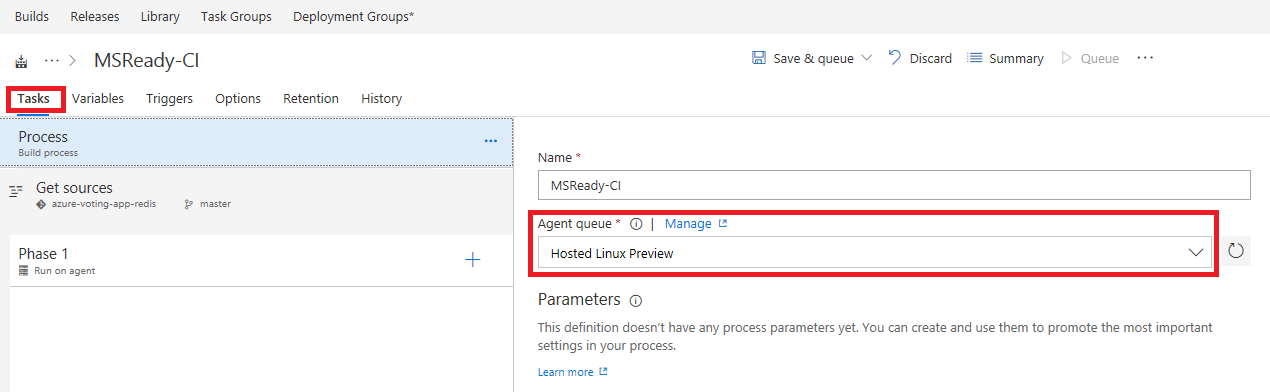 Builds Releases Library Task Groups Deployment Groups*
... > MSReady-CI Save & queue Discard Summary Queue ...
Tasks Variables Triggers Options Retention History
Process ...
Build process
Get sources
azure-voting-app-redis master
Phase 1 +
Run on agent
Name *
MSReady-CI
Agent queue * | Manage
Hosted Linux Preview
Parameters
This definition doesn't have any process parameters yet. You can create and use them to promote the most important
settings in your process.
Learn more